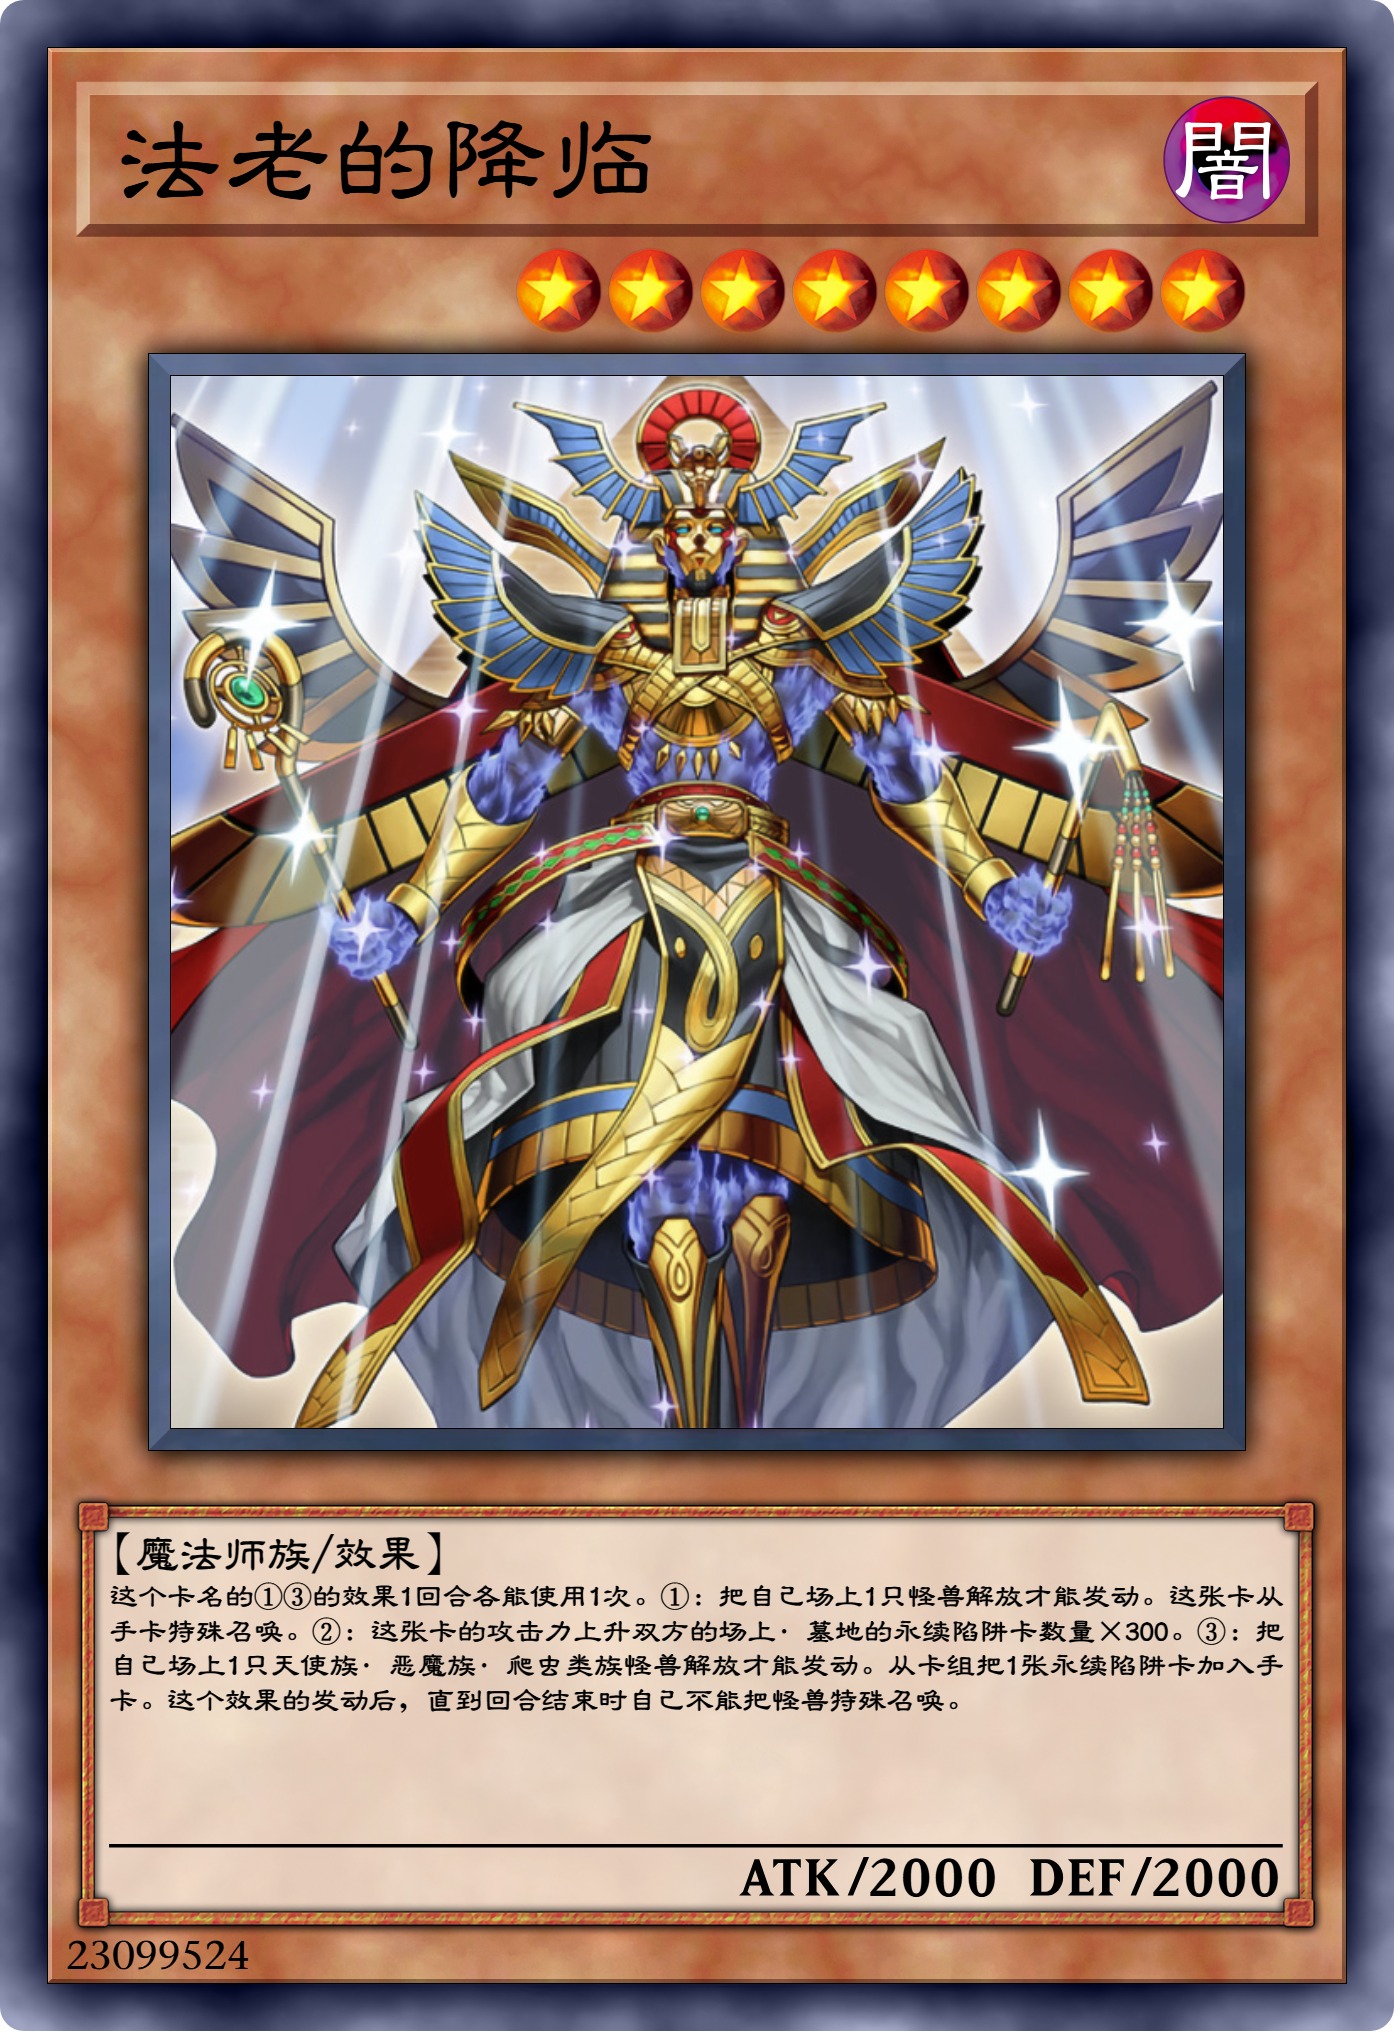 法老的降临
闇
【魔法师族/效果】
这个卡名的①③的效果1回合各能使用1次。①：把自己场上1只怪兽解放才能发动。这张卡从
手卡特殊召唤。②：这张卡的攻击力上升双方的场上·墓地的永续陷阱卡数量×300。③：把
自己场上1只天使族·恶魔族·爬虫类族怪兽解放才能发动。从卡组把1张永续陷阱卡加入手
卡。这个效果的发动后，直到回合结束时自己不能把怪兽特殊召唤。
ATK/2000 DEF/2000
23099524